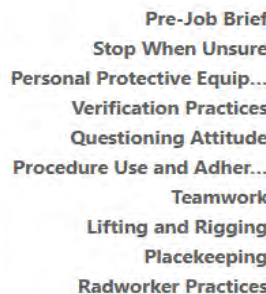 Pre-Job Brief
Stop When Unsure
Personal Protective Equip...
Verification Practices
Questioning Attitude
Procedure Use and Adher...
Teamwork
Lifting and Rigging
Placekeeping
Radworker Practices